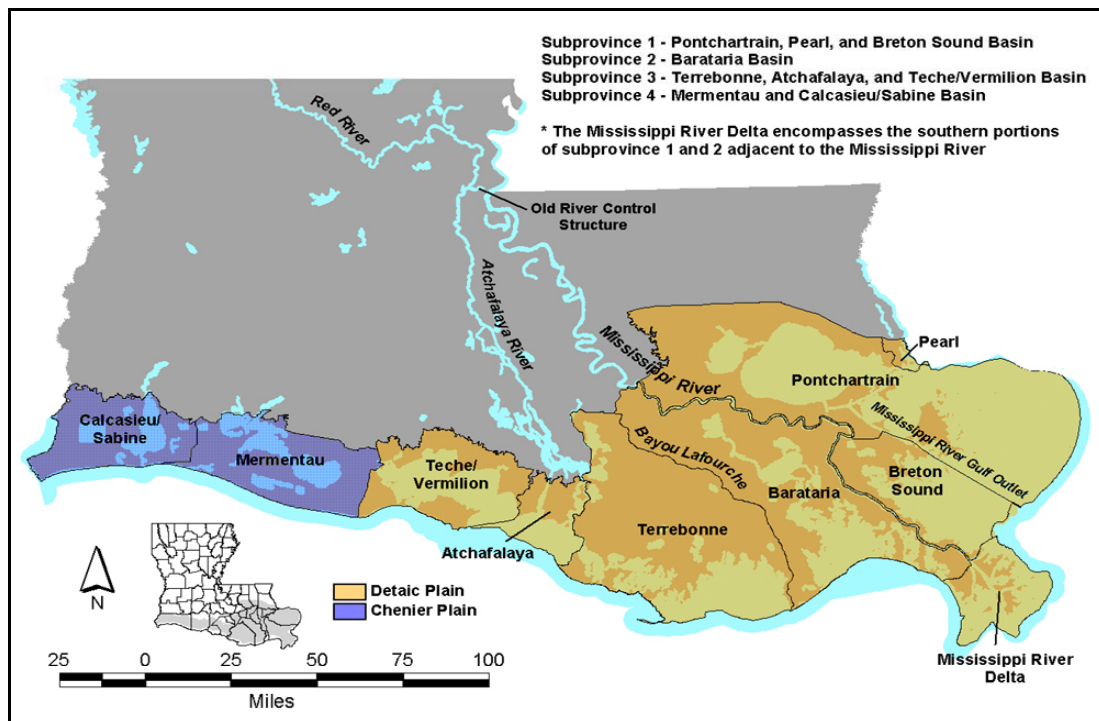 Subprovince 1 - Pontchartrain, Pearl, and Breton Sound Basin
Subprovince 2 - Barataria Basin
Subprovince 3 - Terrebonne, Atchafalaya, and Teche/Vermilion Basin
Subprovince 4 - Mermentau and Calcasieu/Sabine Basin
* The Mississippi River Delta encompasses the southern portions
of subprovince 1 and 2 adjacent to the Mississippi River
Red River
Old River Control
Structure
Atchafalaya River
Mississippi River
Pearl
Pontchartrain
Mississippi River Gulf Outlet
Calcasieu/
Sabine
Mermentau
Teche/
Vermilion
Bayou Lafourche
Barataria
Breton
Sound
Terrebonne
Atchafalaya
N
Detaic Plain
Chenier Plain
Mississippi River
Delta
25 0 25 50 75 100
Miles